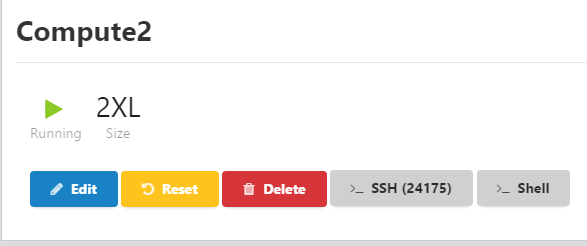 Compute2
2XL
Running Size
Edit Reset Delete >_ SSH (24175) >_ Shell